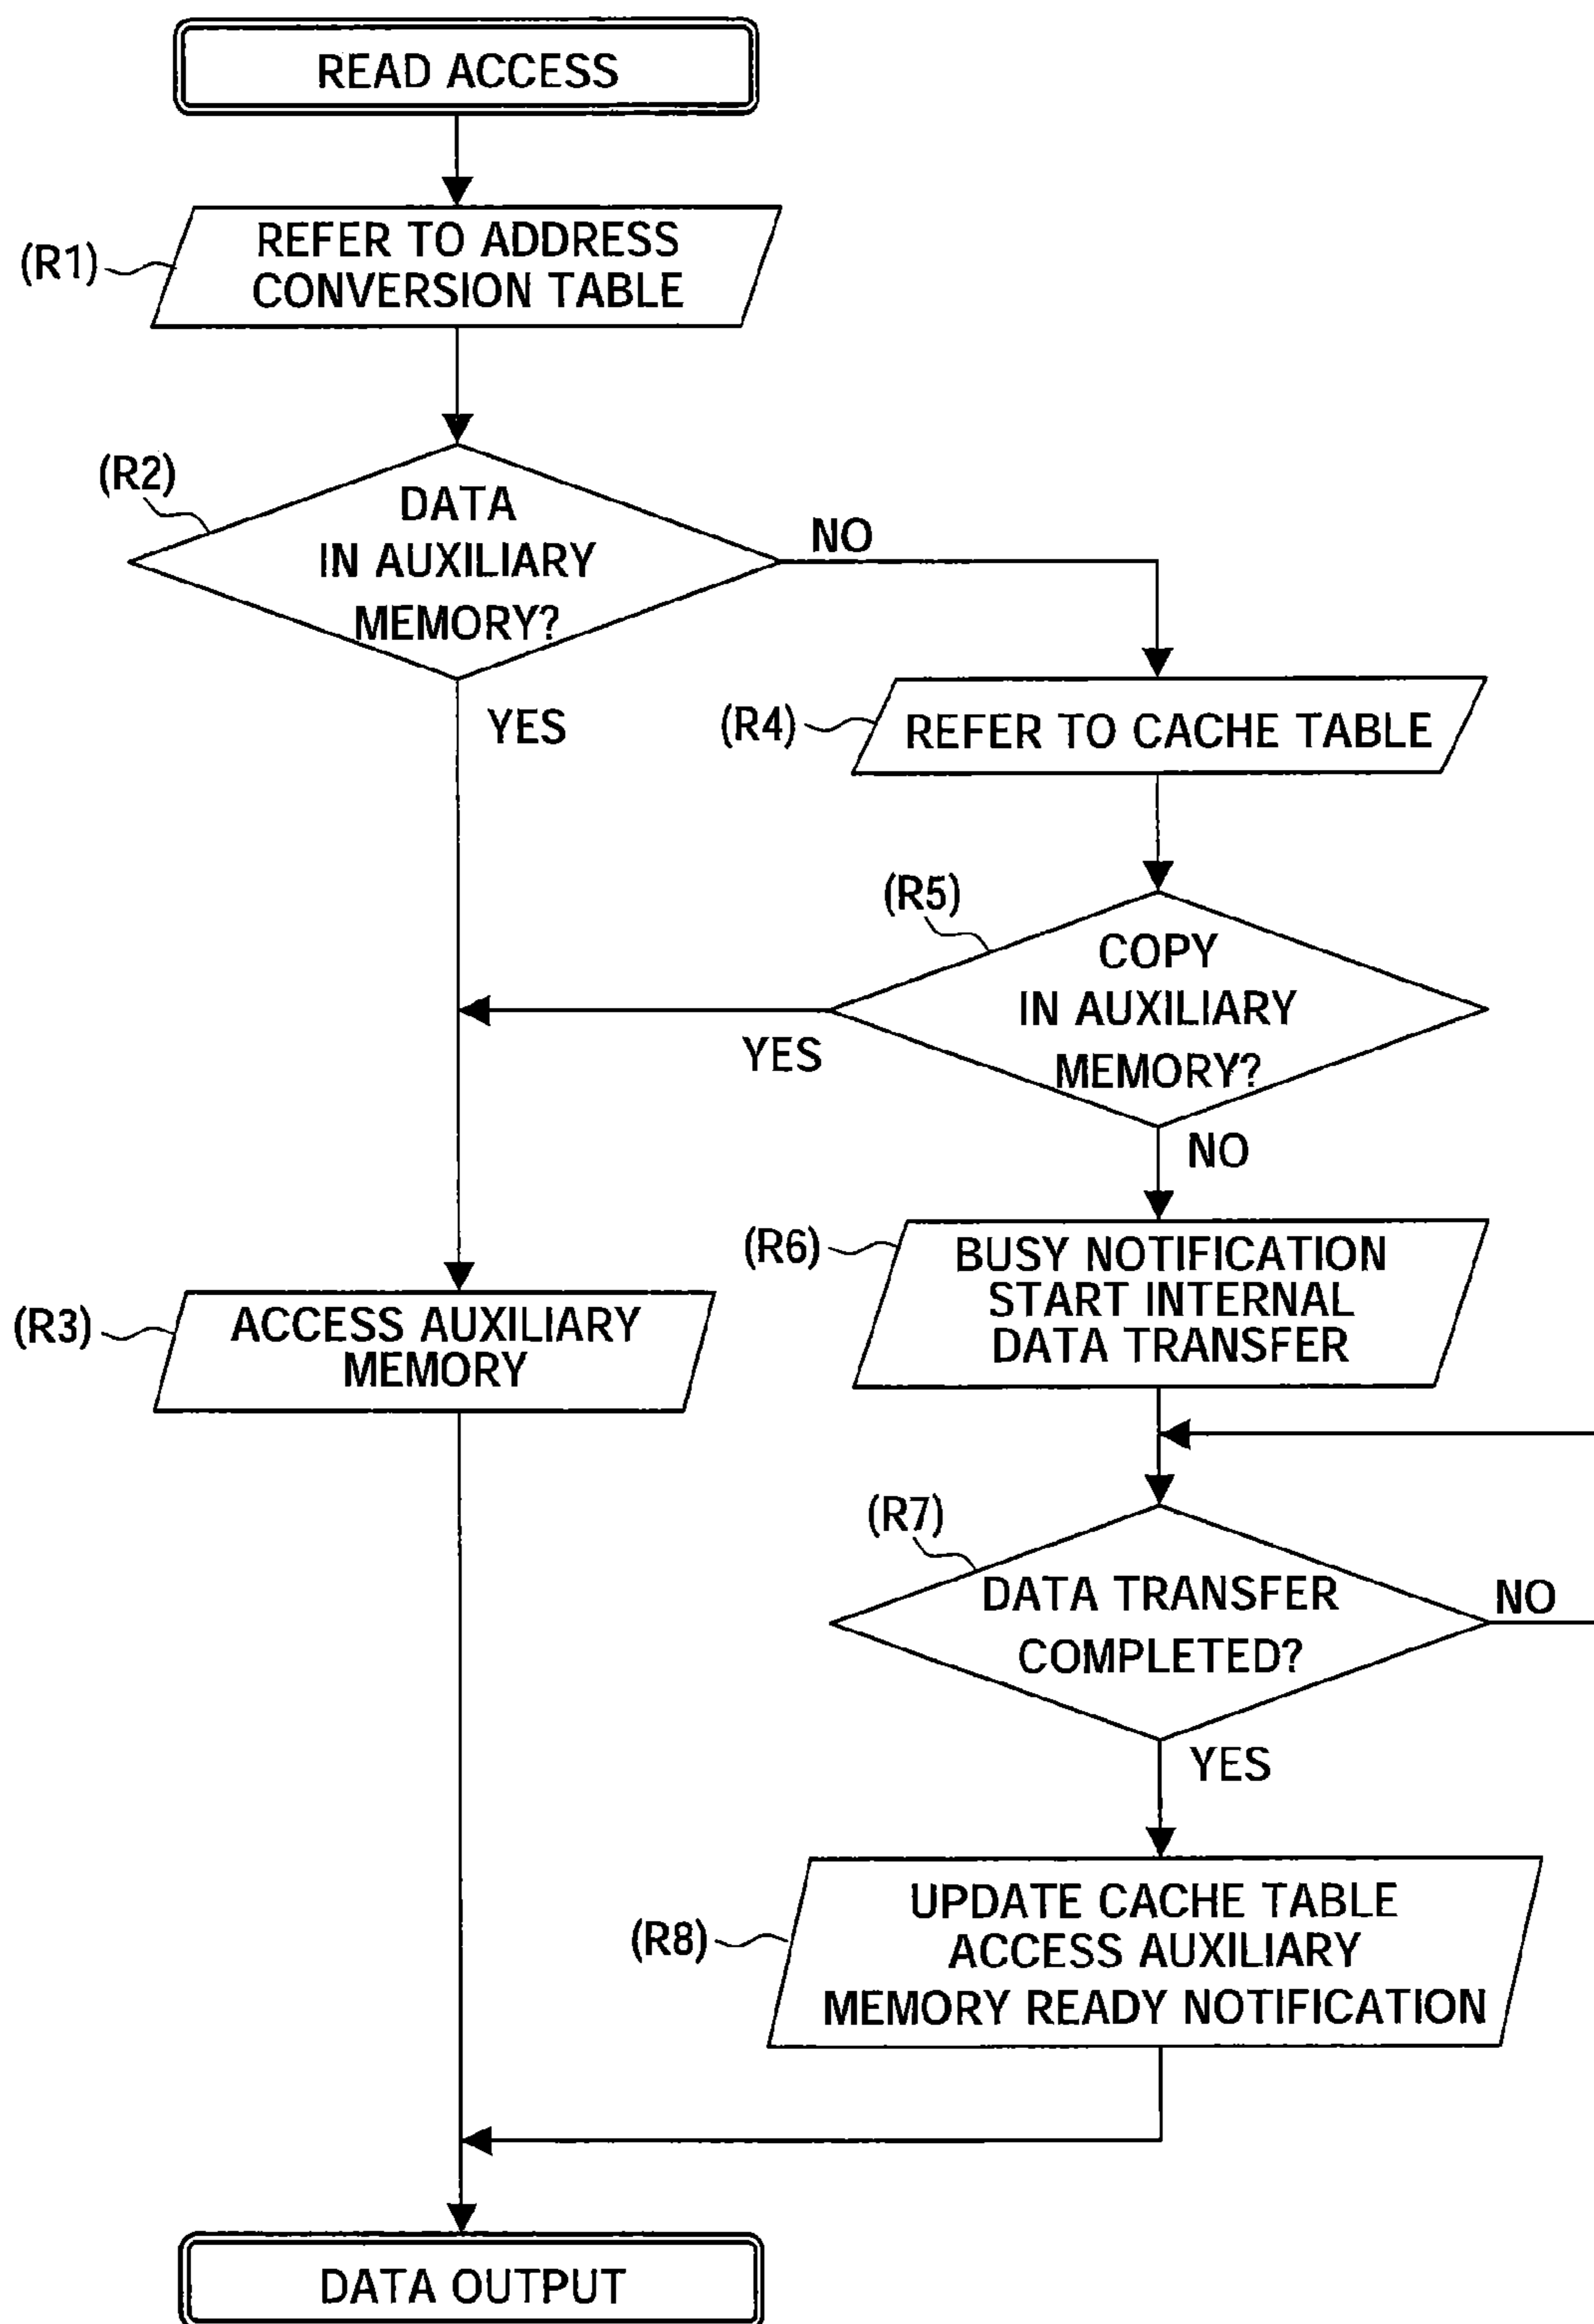 READ ACCESS
(R1)
REFER TO ADDRESS
CONVERSION TABLE
(R2)
DATA
IN AUXILIARY
MEMORY?
NO
YES
(R4)
REFER TO CACHE TABLE
(R5)
COPY
IN AUXILIARY
MEMORY?
YES
NO
(R3)
ACCESS AUXILIARY
MEMORY
(R6)
BUSY NOTIFICATION
START INTERNAL
DATA TRANSFER
(R7)
DATA TRANSFER
COMPLETED?
NO
YES
(R8)
UPDATE CACHE TABLE
ACCESS AUXILIARY
MEMORY READY NOTIFICATION
DATA OUTPUT